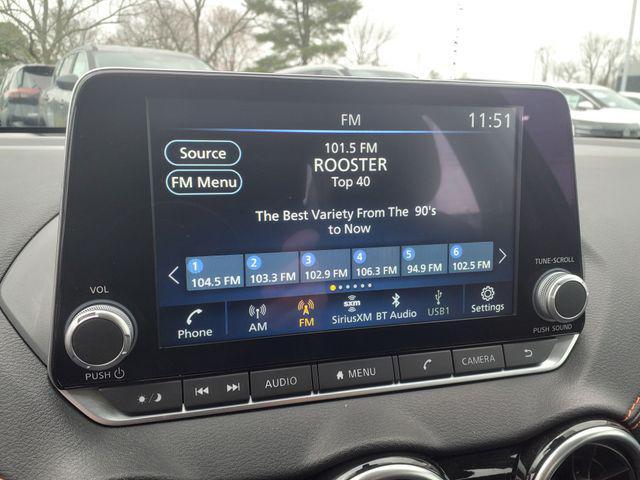 FM
11:51
Source
101.5 FM
ROOSTER
FM Menu
Top 40
The Best Variety From The 90's
to Now
1 2 3 4 5 6
104.5 FM 103.3 FM 102.9 FM 106.3 FM 94.9 FM 102.5 FM
Phone AM FM SiriusXM BT Audio USB1 Settings
sxm
VOL
PUSH
TUNE·SCROLL
PUSH SOUND
AUDIO MENU CAMERA